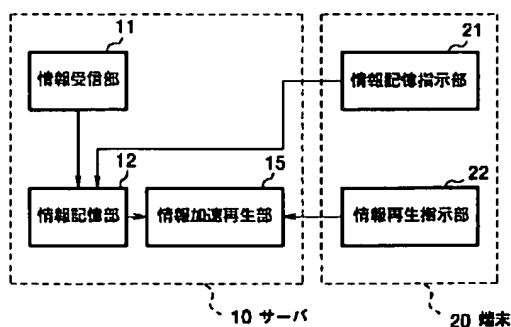 11
情報受信部
21
情報記憶指示部
12
情報記憶部
15
情報加速再生部
22
情報再生指示部
10 サーバ
20 端末